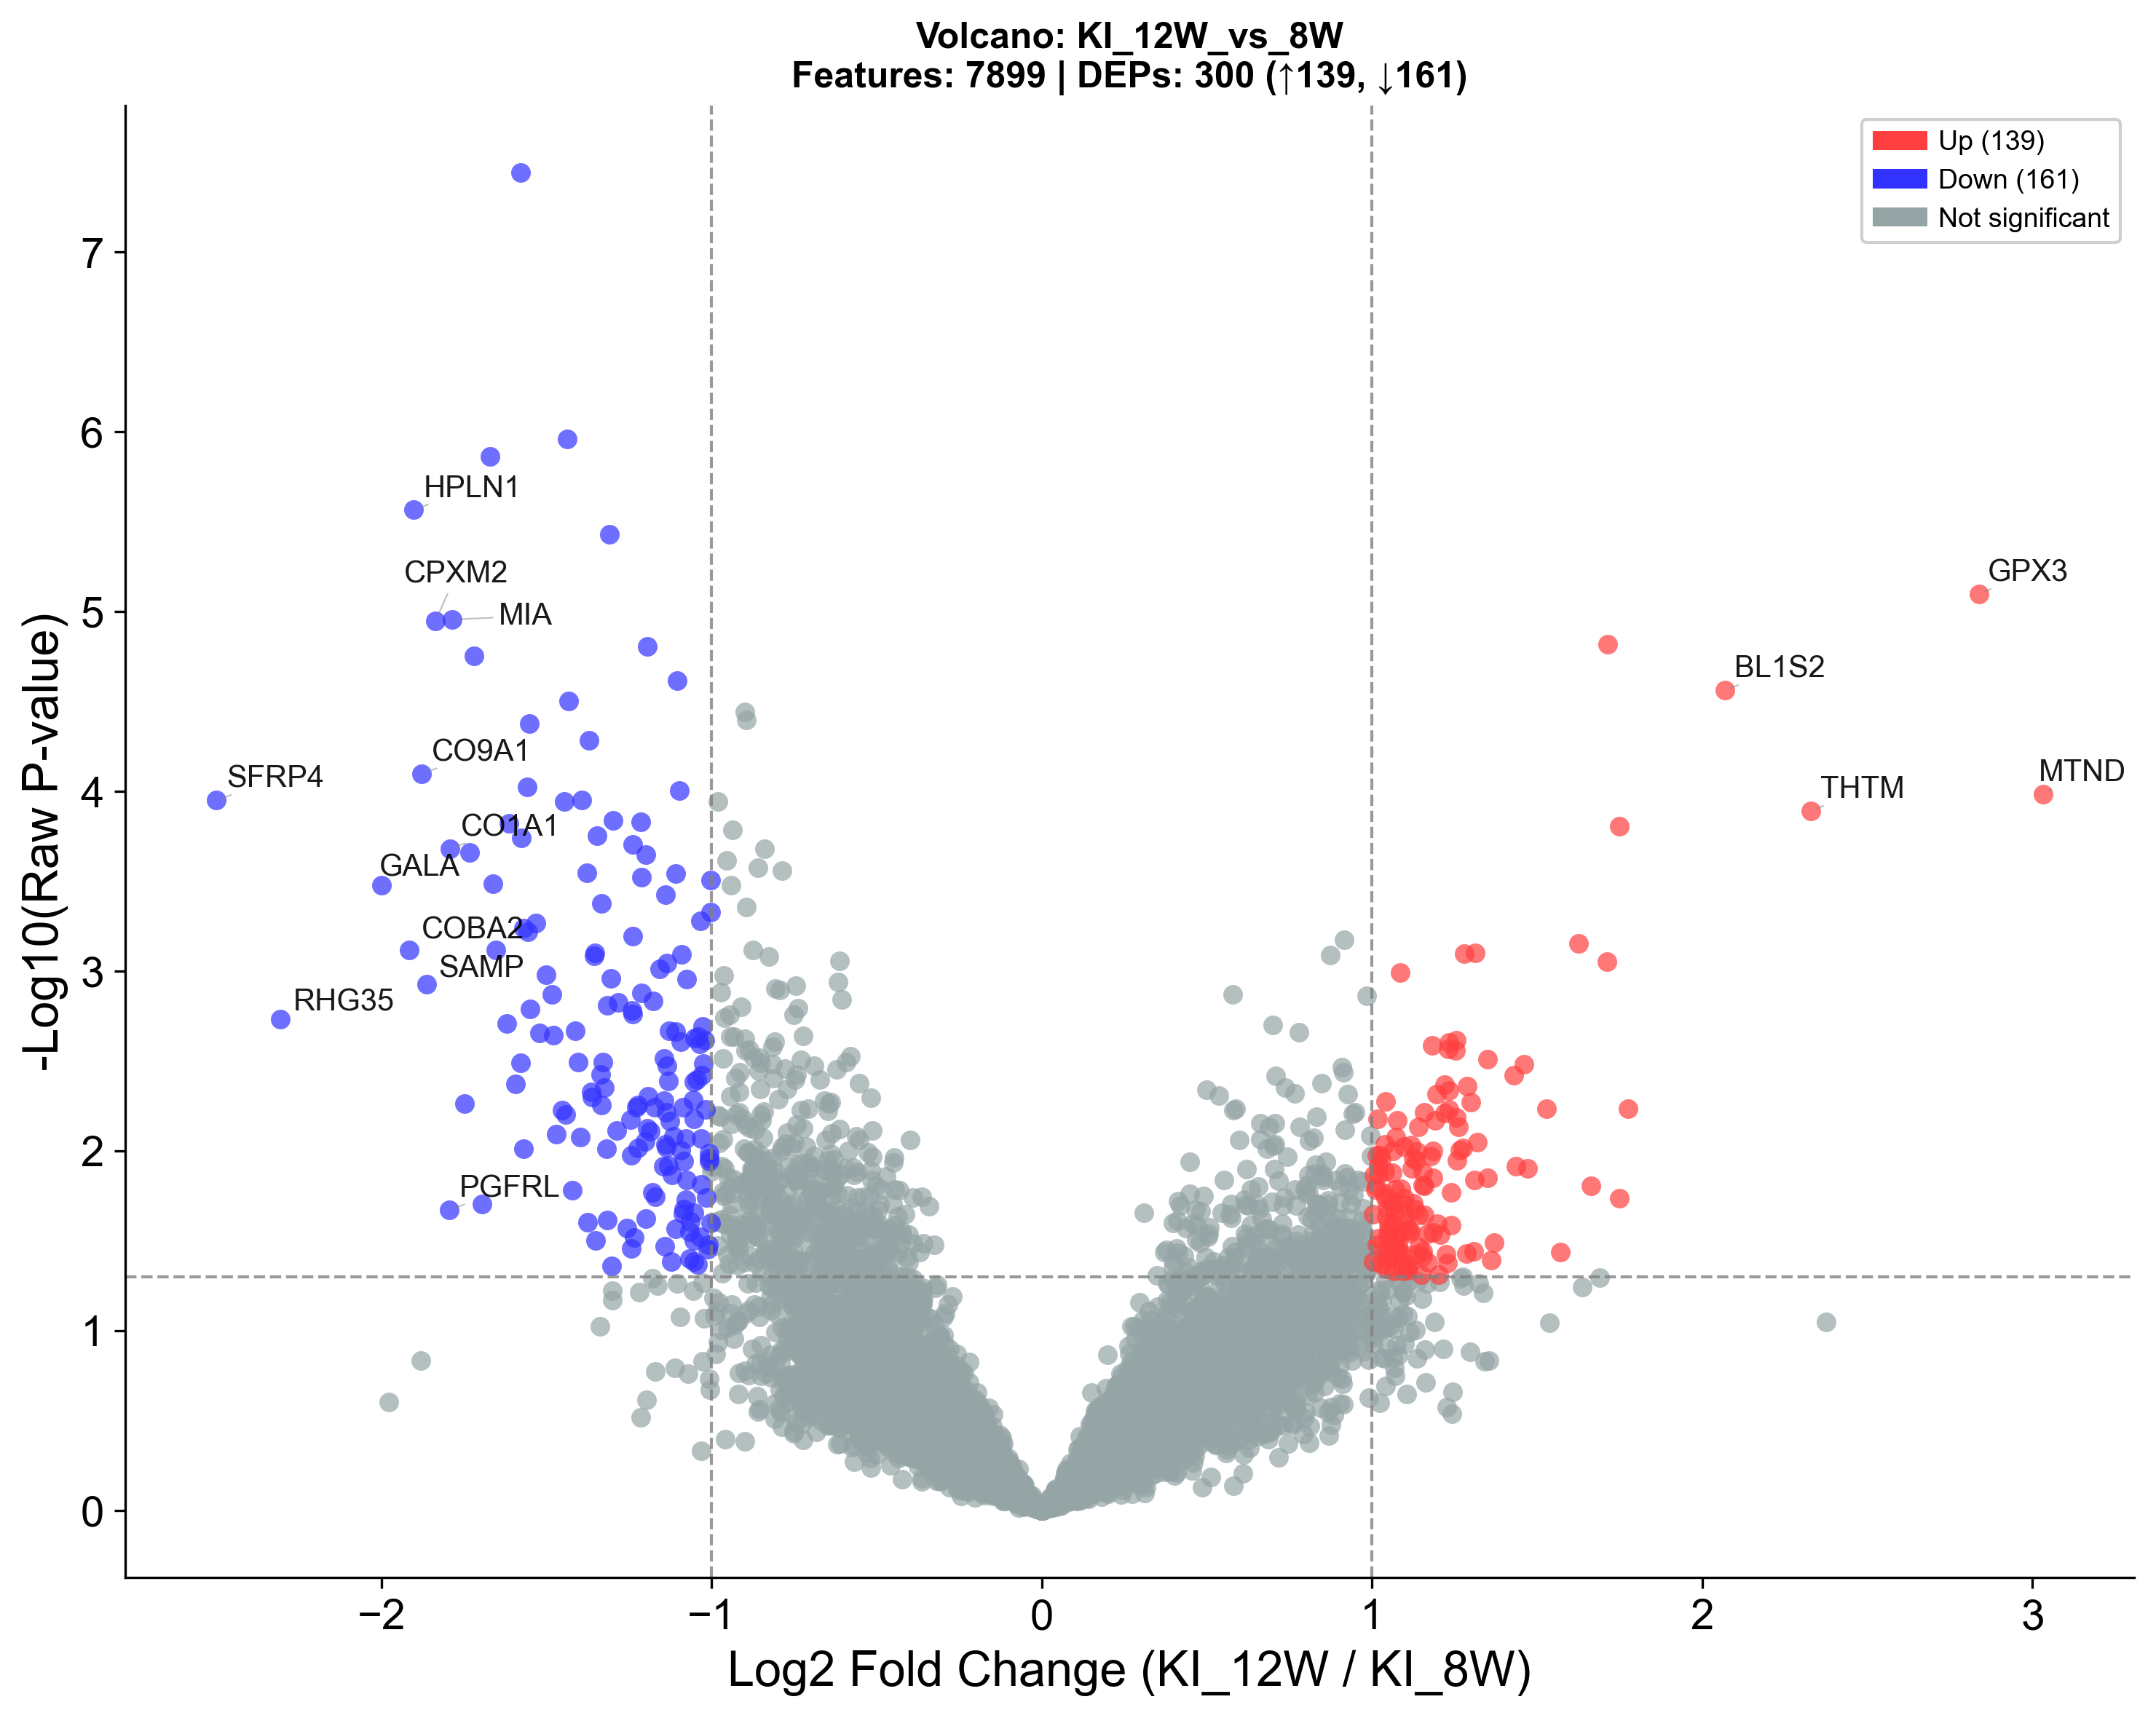 Volcano: KI_12W_vs_8W
Features: 7899 | DEPs: 300 (↑139, ↓161)
Up (139)
Down (161)
Not significant
-Log10(Raw P-value)
7
6
5
4
3
2
1
0
HPLN1
CPXM2
MIA
CO9A1
SFRP4
CO1A1
GALA
COBA2
SAMP
RHG35
PGFRL
GPX3
BL1S2
MTND
THTM
−2
−1
0
1
2
3
Log2 Fold Change (KI_12W / KI_8W)